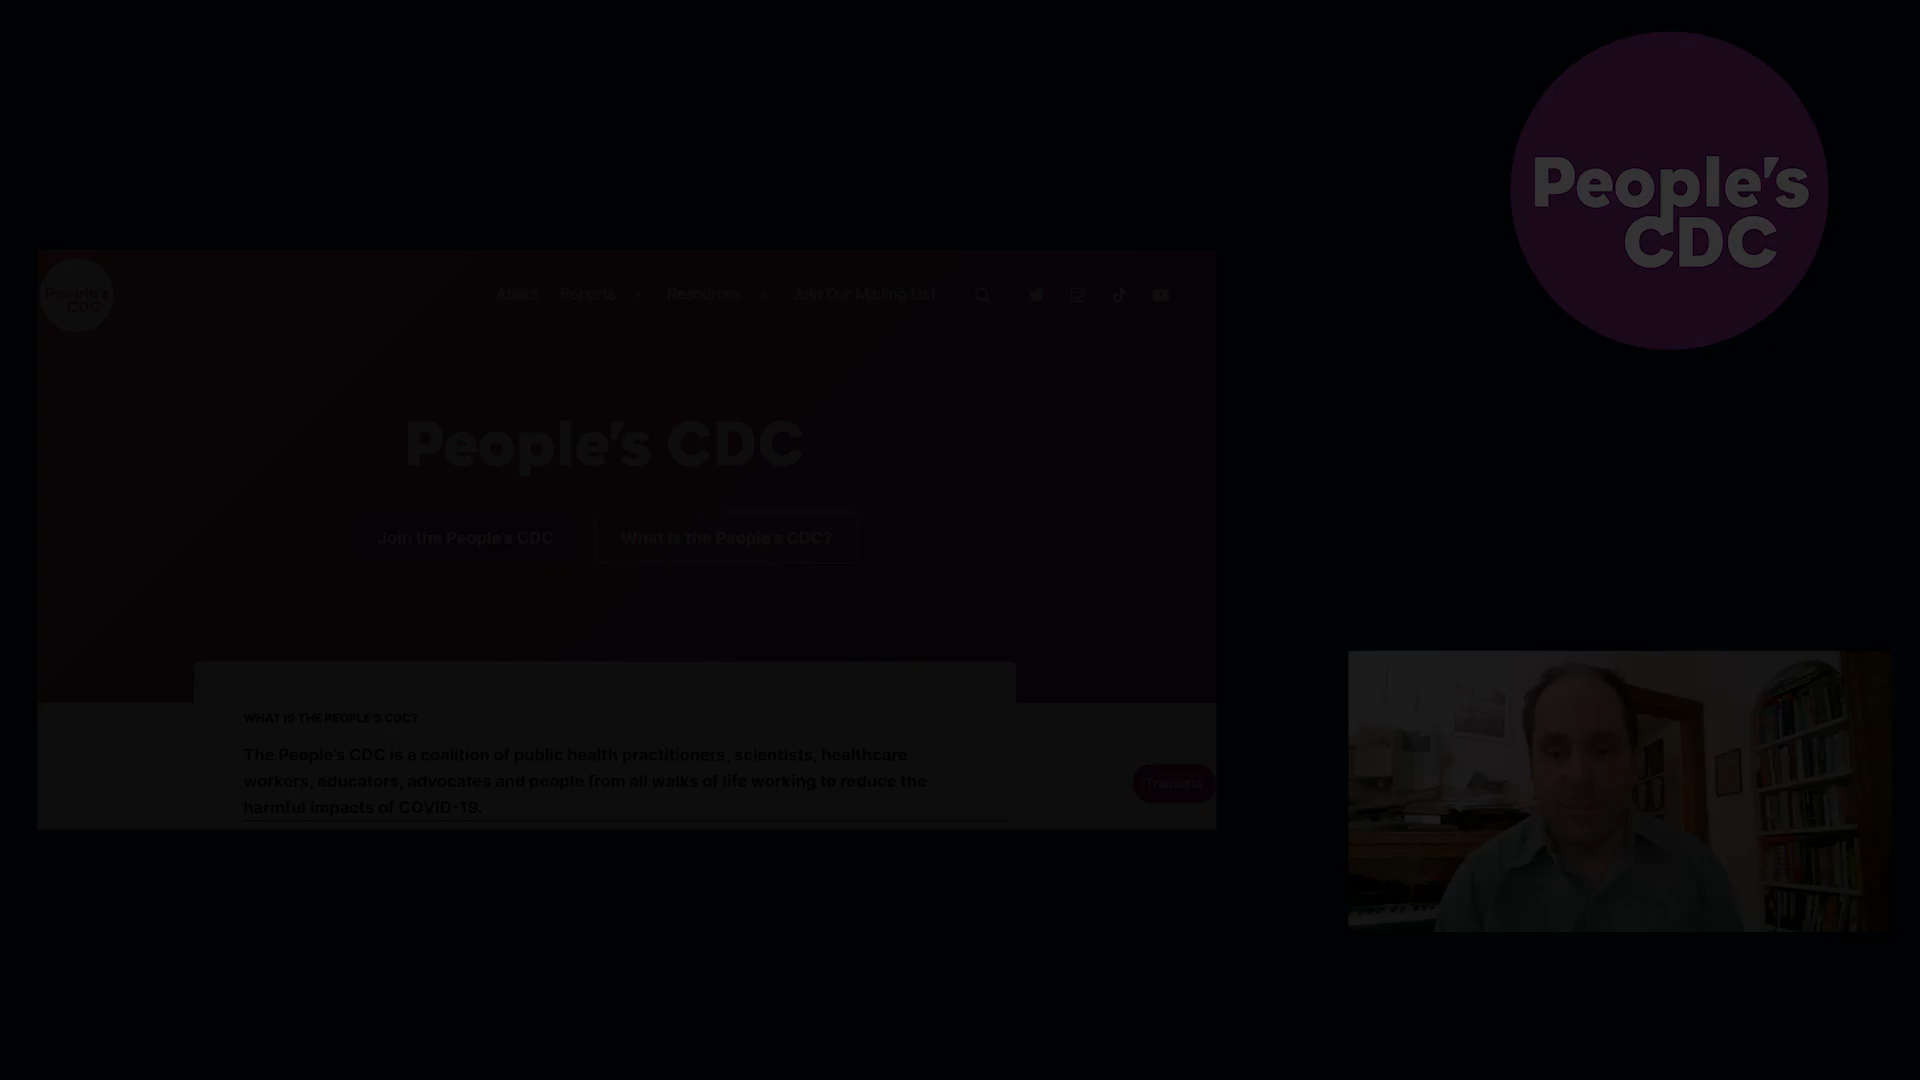 People's
CDC
People's
CDC
About Reports Resources Join Our Mailing List
People's CDC
Join the People's CDC What is the People's CDC?
WHAT IS THE PEOPLE'S CDC?
The People's CDC is a coalition of public health practitioners, scientists, healthcare
workers, educators, advocates and people from all walks of life working to reduce the
harmful impacts of COVID-19.
Translate